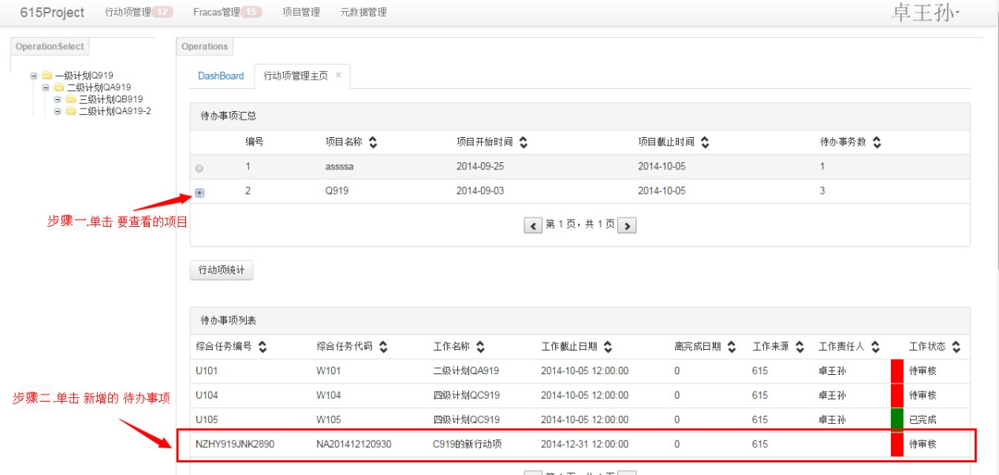 615Project 行动项管理 12 Fracas管理 15 项目管理 元数据管理 卓王孙
OperationSelect
一级计划Q919
二级计划QA919
三级计划QB919
二级计划QA919-2
Operations
DashBoard 行动项管理主页 ×
待办事项汇总
编号 项目名称 项目开始时间 项目截止时间 待办事务数
1 asssssa 2014-09-25 2014-10-05 1
2 Q919 2014-09-03 2014-10-05 3
步骤一.单击 要查看的项目
第 1 页，共 1 页
行动项统计
待办事项列表
综合任务编号 综合任务代码 工作名称 工作截止日期 离完成日期 工作来源 工作责任人 工作状态
U101 W101 二级计划QA919 2014-10-05 12:00:00 0 615 卓王孙 待审核
U104 W104 四级计划QC919 2014-10-05 12:00:00 0 615 卓王孙 待审核
U105 W105 四级计划QC919 2014-10-05 12:00:00 0 615 卓王孙 已完成
步骤二.单击 新增的 待办事项
NZHY919JNK2890 NA201412120930 C919的新行动项 2014-12-31 12:00:00 0 615 待审核